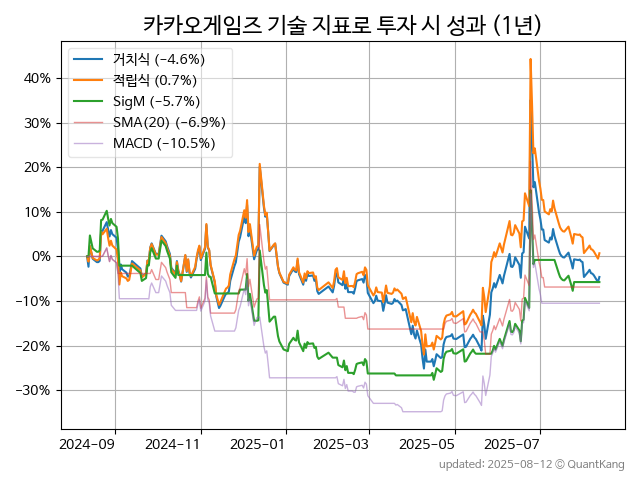 카카오게임즈 기술 지표로 투자 시 성과 (1년)
거치식 (−4.6%)
적립식 (0.7%)
SigM (−5.7%)
SMA(20) (−6.9%)
MACD (−10.5%)
40%
30%
20%
10%
0%
−10%
−20%
−30%
2024−09 2024−11 2025−01 2025−03 2025−05 2025−07
updated: 2025−08−12 © QuantKang